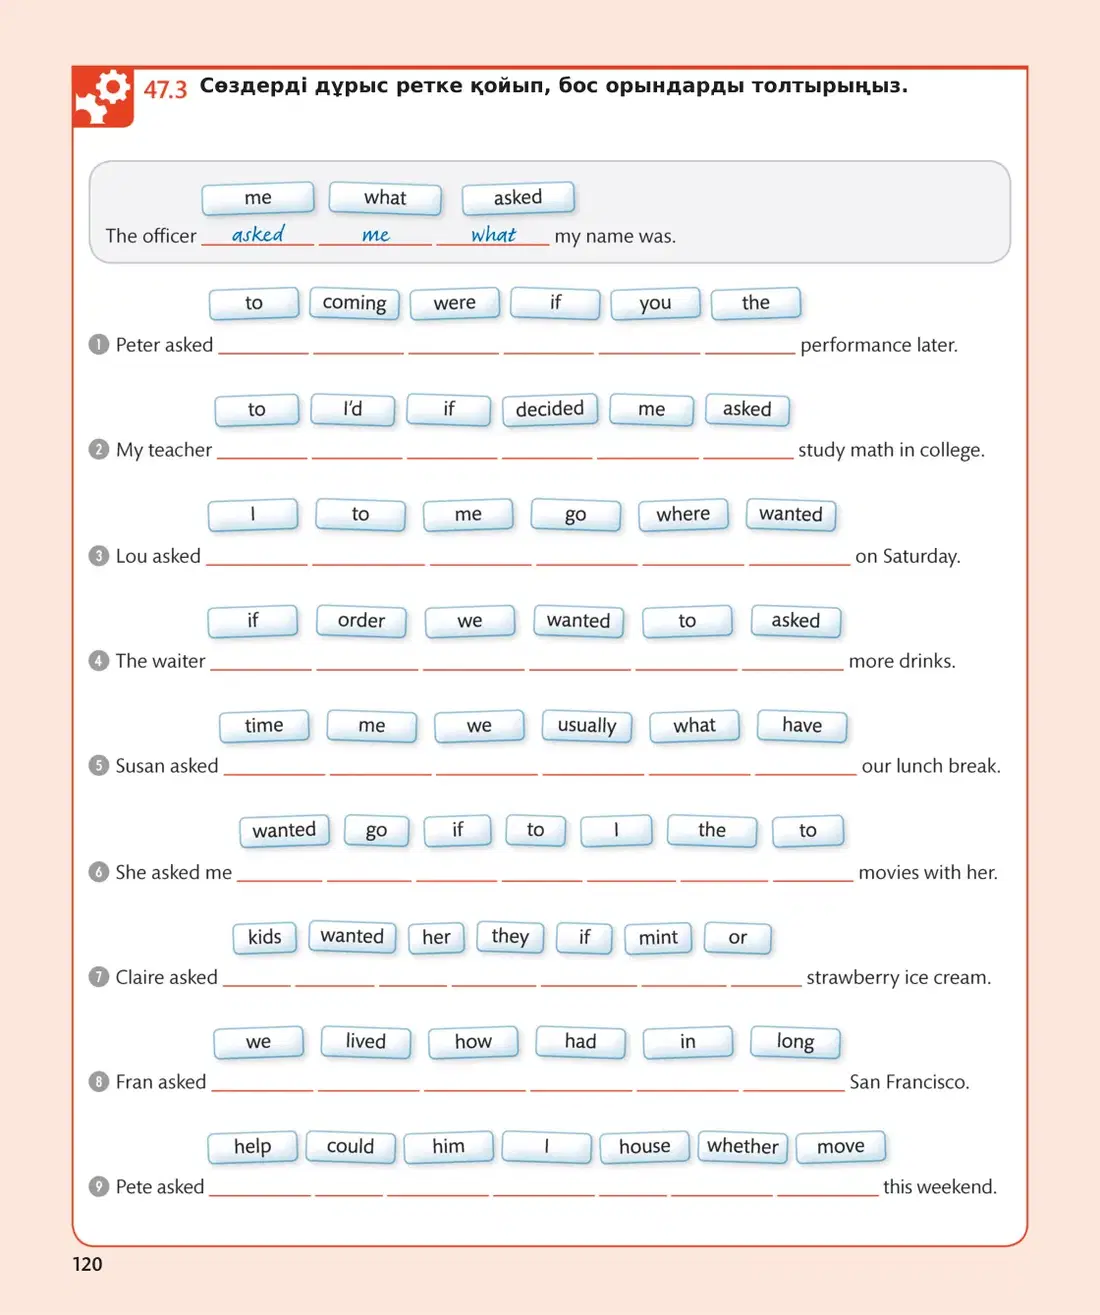 47.3 Сөздерді дұрыс ретке қойып, бос орындарды толтырыңыз.
me what asked
The officer asked me what my name was.
to coming were if you the
1 Peter asked performance later.
to I'd if decided me asked
2 My teacher study math in college.
I to me go where wanted
3 Lou asked on Saturday.
if order we wanted to asked
4 The waiter more drinks.
time me we usually what have
5 Susan asked our lunch break.
wanted go if to I the to
6 She asked me movies with her.
kids wanted her they if mint or
7 Claire asked strawberry ice cream.
we lived how had in long
8 Fran asked San Francisco.
help could him I house whether move
9 Pete asked this weekend.
120